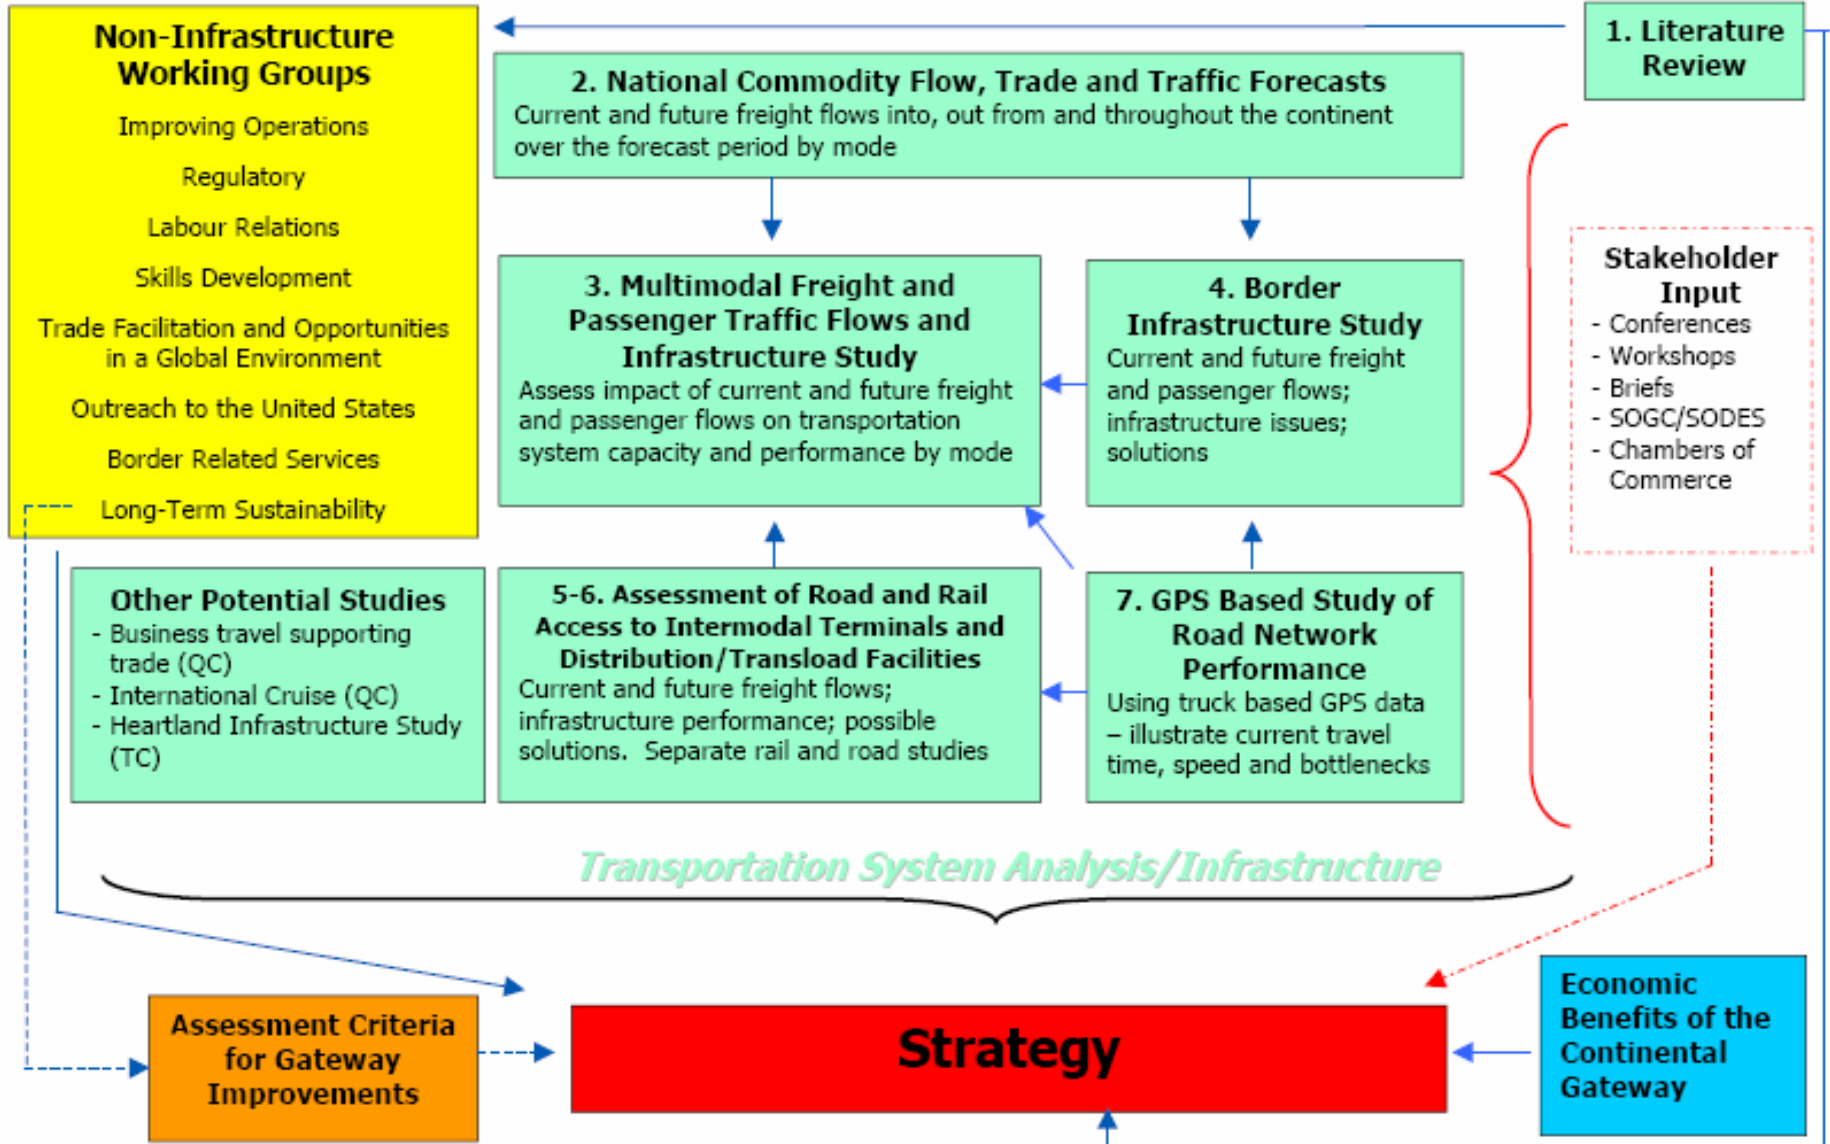 Non-Infrastructure
Working Groups
Improving Operations
Regulatory
Labour Relations
Skills Development
Trade Facilitation and Opportunities
in a Global Environment
Outreach to the United States
Border Related Services
Long-Term Sustainability
1. Literature
Review
2. National Commodity Flow, Trade and Traffic Forecasts
Current and future freight flows into, out from and throughout the continent
over the forecast period by mode
3. Multimodal Freight and
Passenger Traffic Flows and
Infrastructure Study
Assess impact of current and future freight
and passenger flows on transportation
system capacity and performance by mode
4. Border
Infrastructure Study
Current and future freight
and passenger flows;
infrastructure issues;
solutions
Stakeholder
Input
- Conferences
- Workshops
- Briefs
- SOGC/SODES
- Chambers of
Commerce
Other Potential Studies
- Business travel supporting
trade (QC)
- International Cruise (QC)
- Heartland Infrastructure Study
(TC)
5-6. Assessment of Road and Rail
Access to Intermodal Terminals and
Distribution/Transload Facilities
Current and future freight flows;
infrastructure performance; possible
solutions.  Separate rail and road studies
7. GPS Based Study of
Road Network
Performance
Using truck based GPS data
– illustrate current travel
time, speed and bottlenecks
Transportation System Analysis/Infrastructure
Assessment Criteria
for Gateway
Improvements
Strategy
Economic
Benefits of the
Continental
Gateway